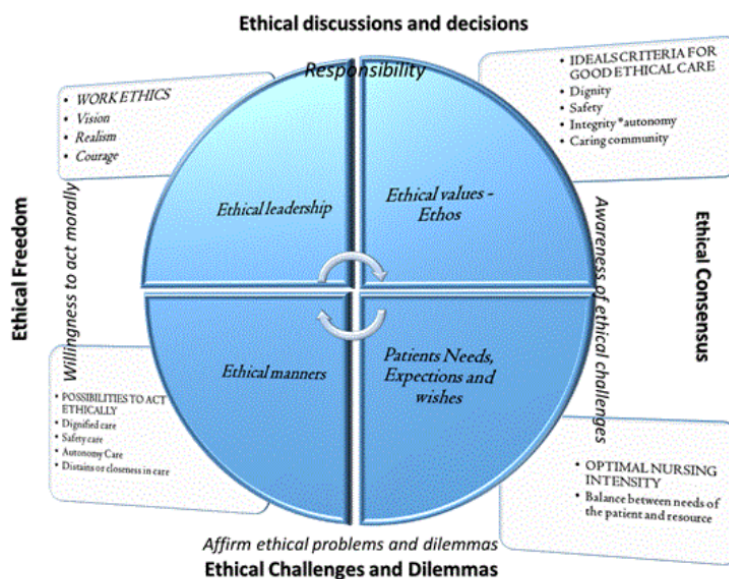 Ethical discussions and decisions
Responsibility
• WORK ETHICS
• Vision
• Realism
• Courage
• IDEALS CRITERIA FOR
GOOD ETHICAL CARE
• Dignity
• Safety
• Integrity *autonomy
• Caring community
Ethical leadership
Ethical values -
Ethos
Ethical Freedom
Willingness to act morally
Awareness of ethical challenges
Ethical Consensus
Ethical manners
Patients Needs,
Expections and
wishes
• POSSIBILITIES TO ACT
ETHICALLY
• Dignified care
• Safety care
• Autonomy Care
• Distains or closeness in care
• OPTIMAL NURSING
INTENSITY
• Balance between needs of
the patient and resource
Affirm ethical problems and dilemmas
Ethical Challenges and Dilemmas